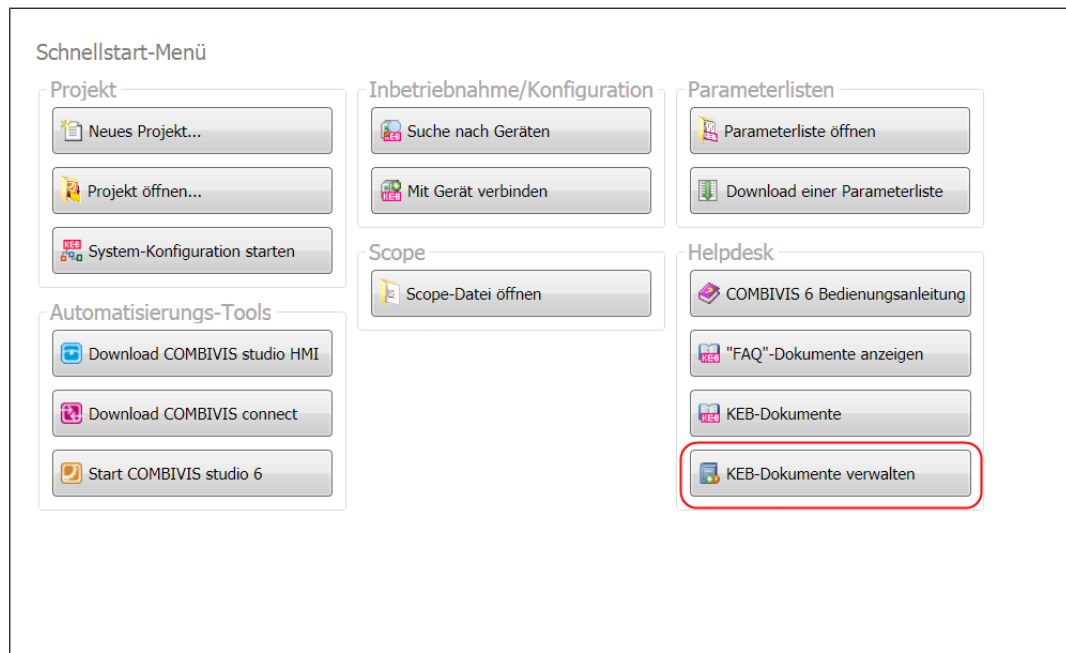 Schnellstart-Menü
Projekt
Neues Projekt...
Projekt öffnen...
System-Konfiguration starten
Automatisierungs-Tools
Download COMBIVIS studio HMI
Download COMBIVIS connect
Start COMBIVIS studio 6
Inbetriebnahme/Konfiguration
Suche nach Geräten
Mit Gerät verbinden
Scope
Scope-Datei öffnen
Parameterlisten
Parameterliste öffnen
Download einer Parameterliste
Helpdesk
COMBIVIS 6 Bedienungsanleitung
"FAQ"-Dokumente anzeigen
KEB-Dokumente
KEB-Dokumente verwalten